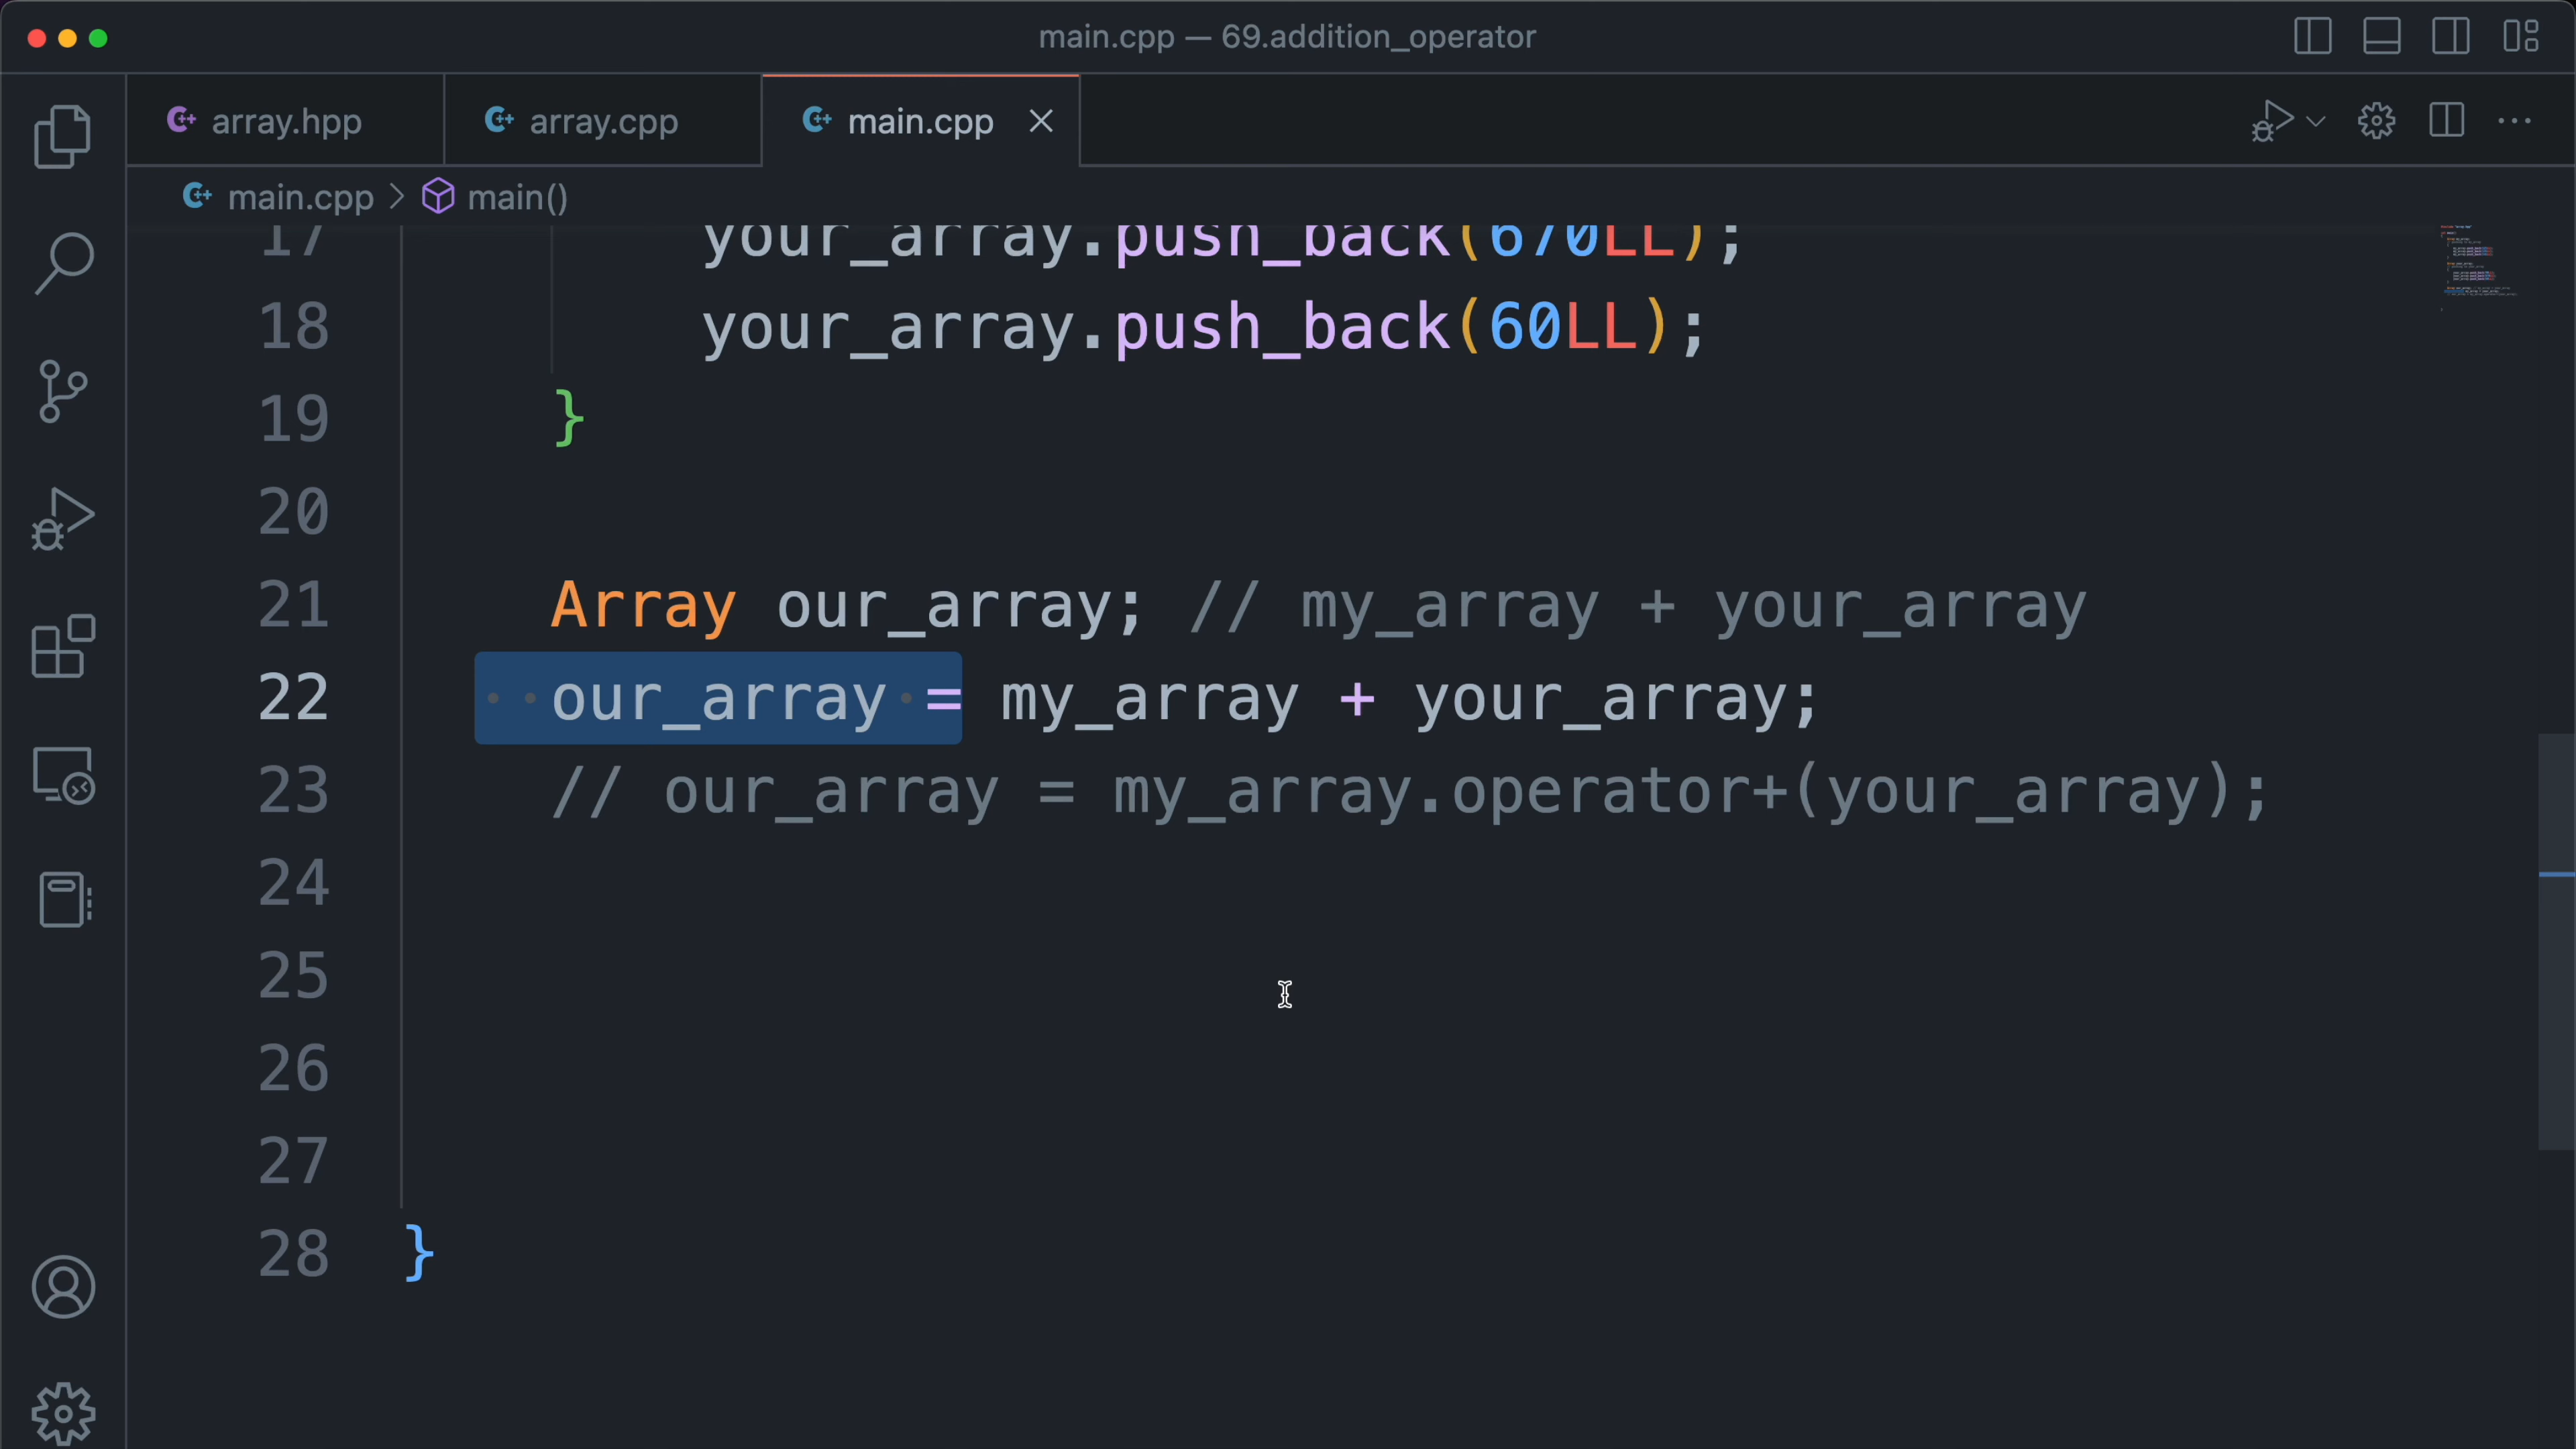 main.cpp — 69.addition_operator
array.hpp
array.cpp
main.cpp
main.cpp > main()
17 your_array.push_back(670LL);
18 your_array.push_back(60LL);
19 }
20
21 Array our_array; // my_array + your_array
22 our_array = my_array + your_array;
23 // our_array = my_array.operator+(your_array);
24
25
26
27
28 }